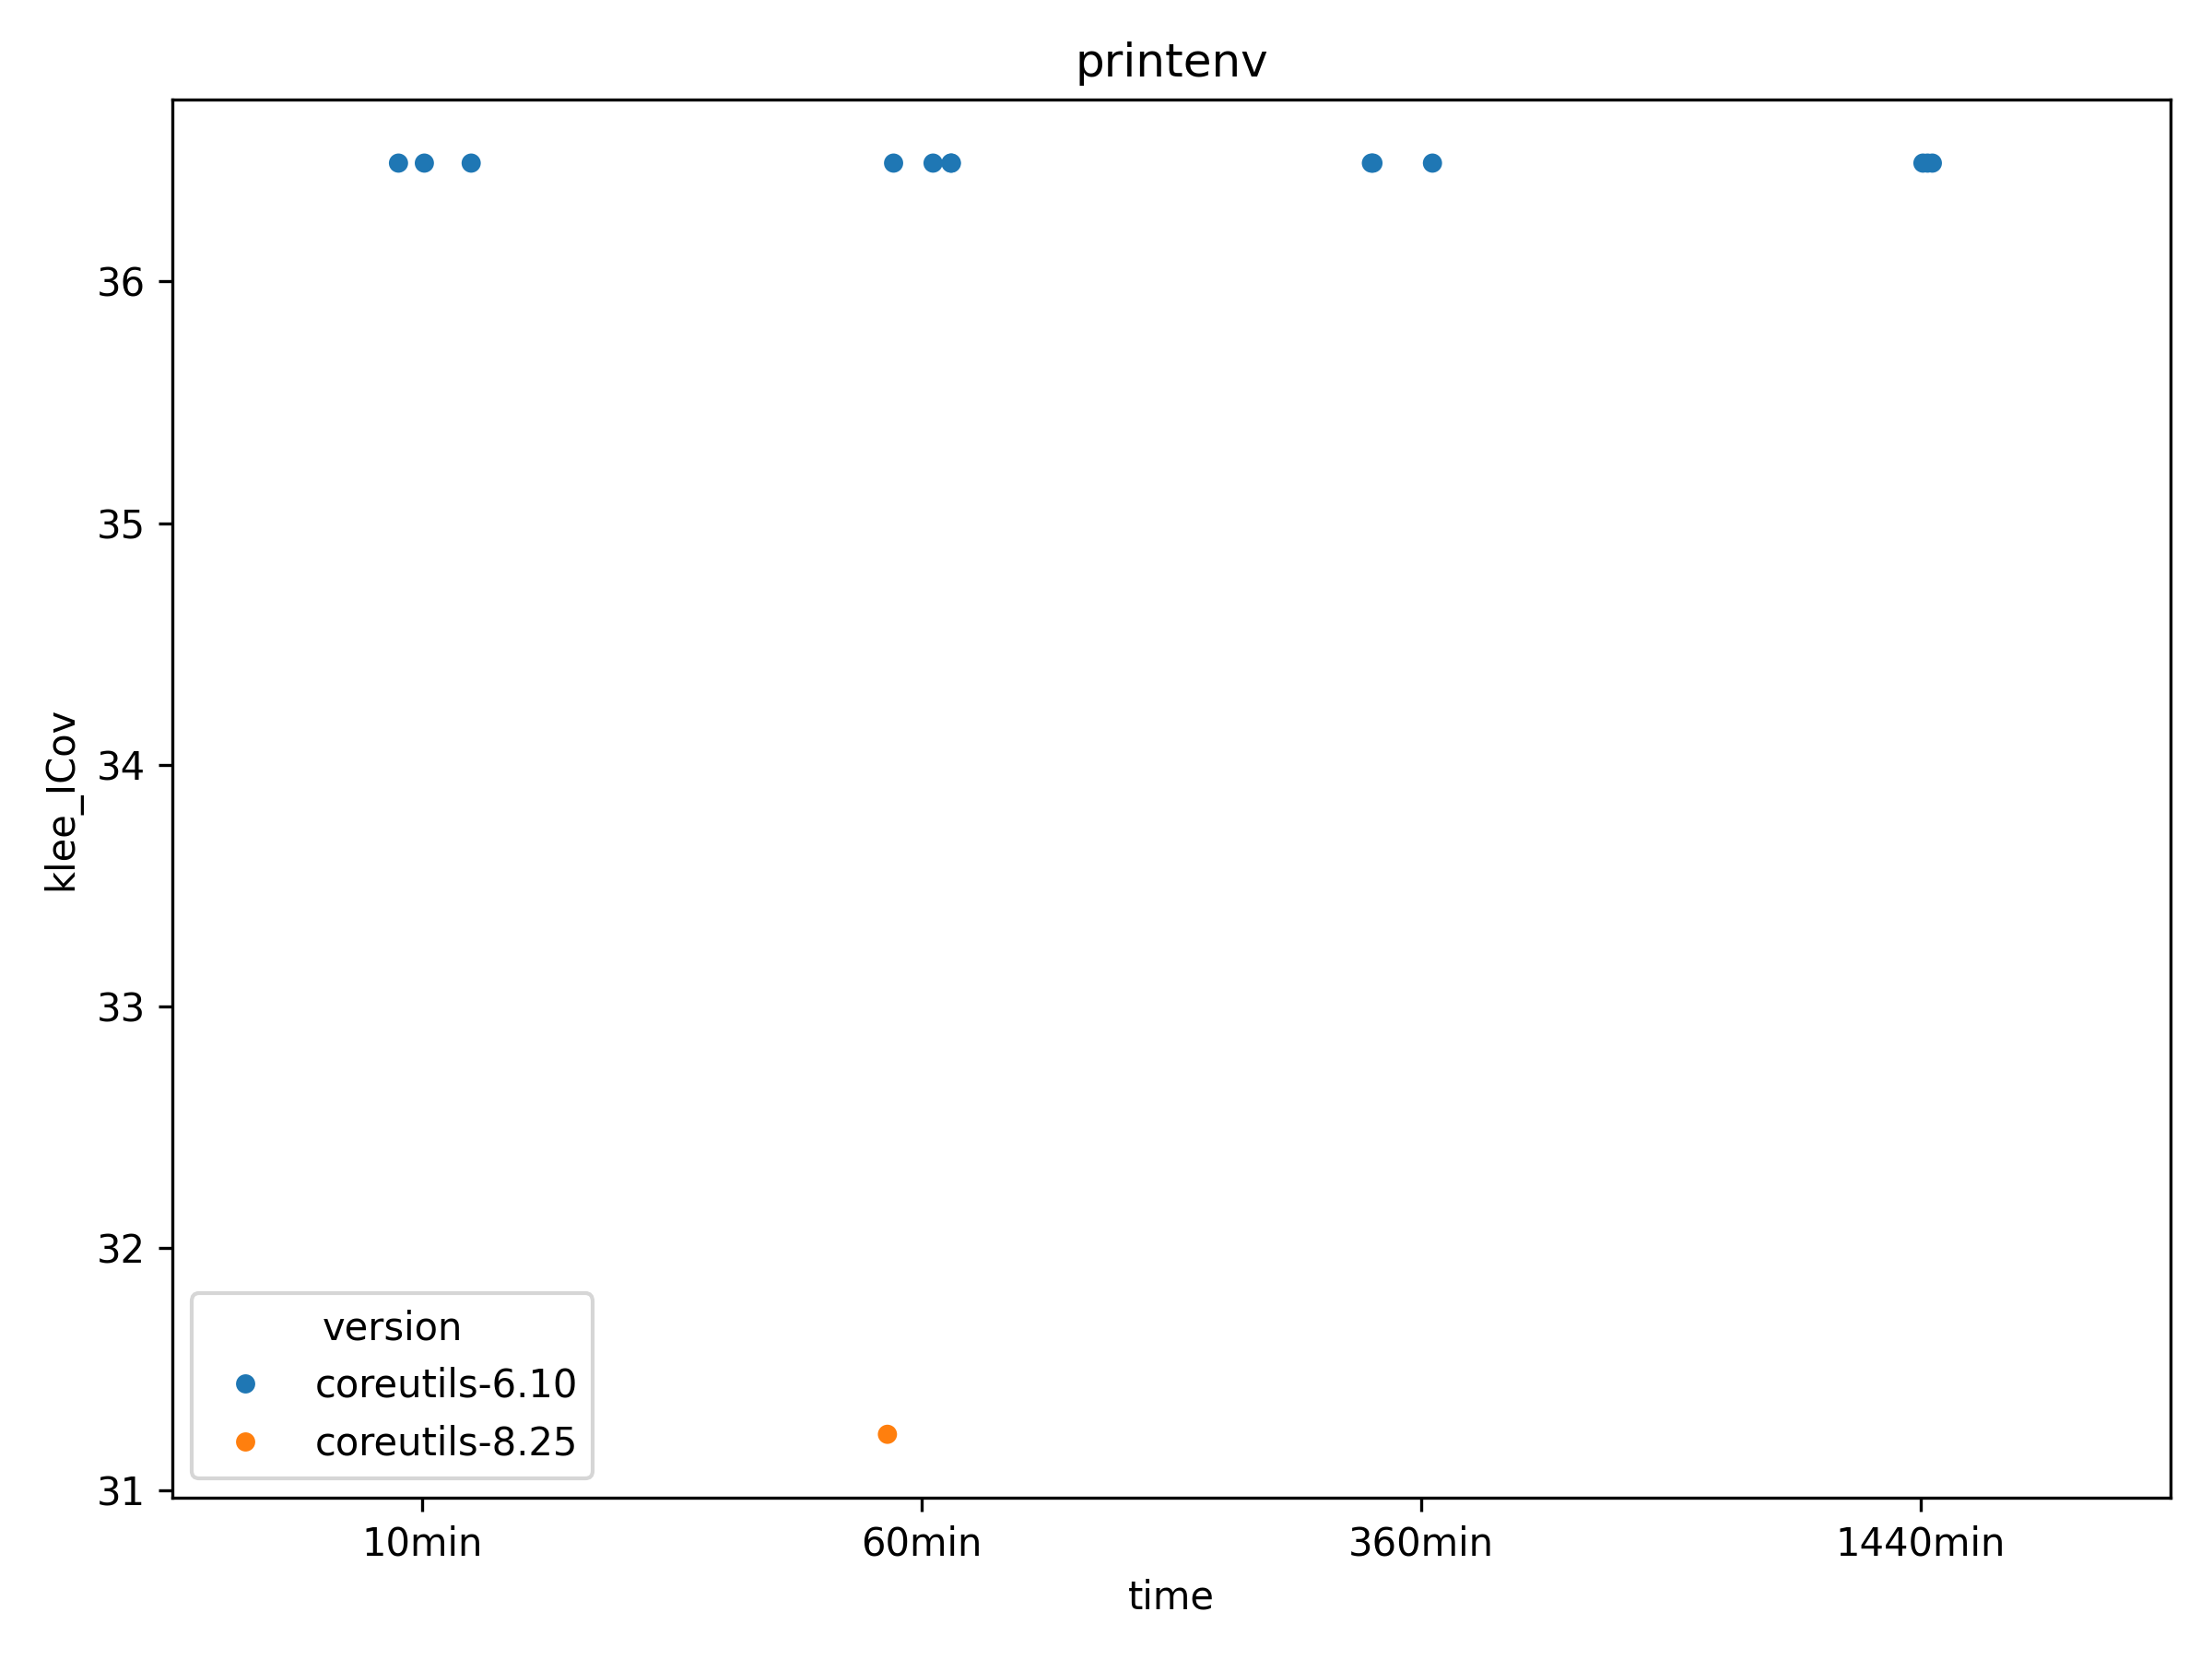 printenv
klee_ICov
36
35
34
33
32
31
version
coreutils-6.10
coreutils-8.25
10min
60min
360min
1440min
time